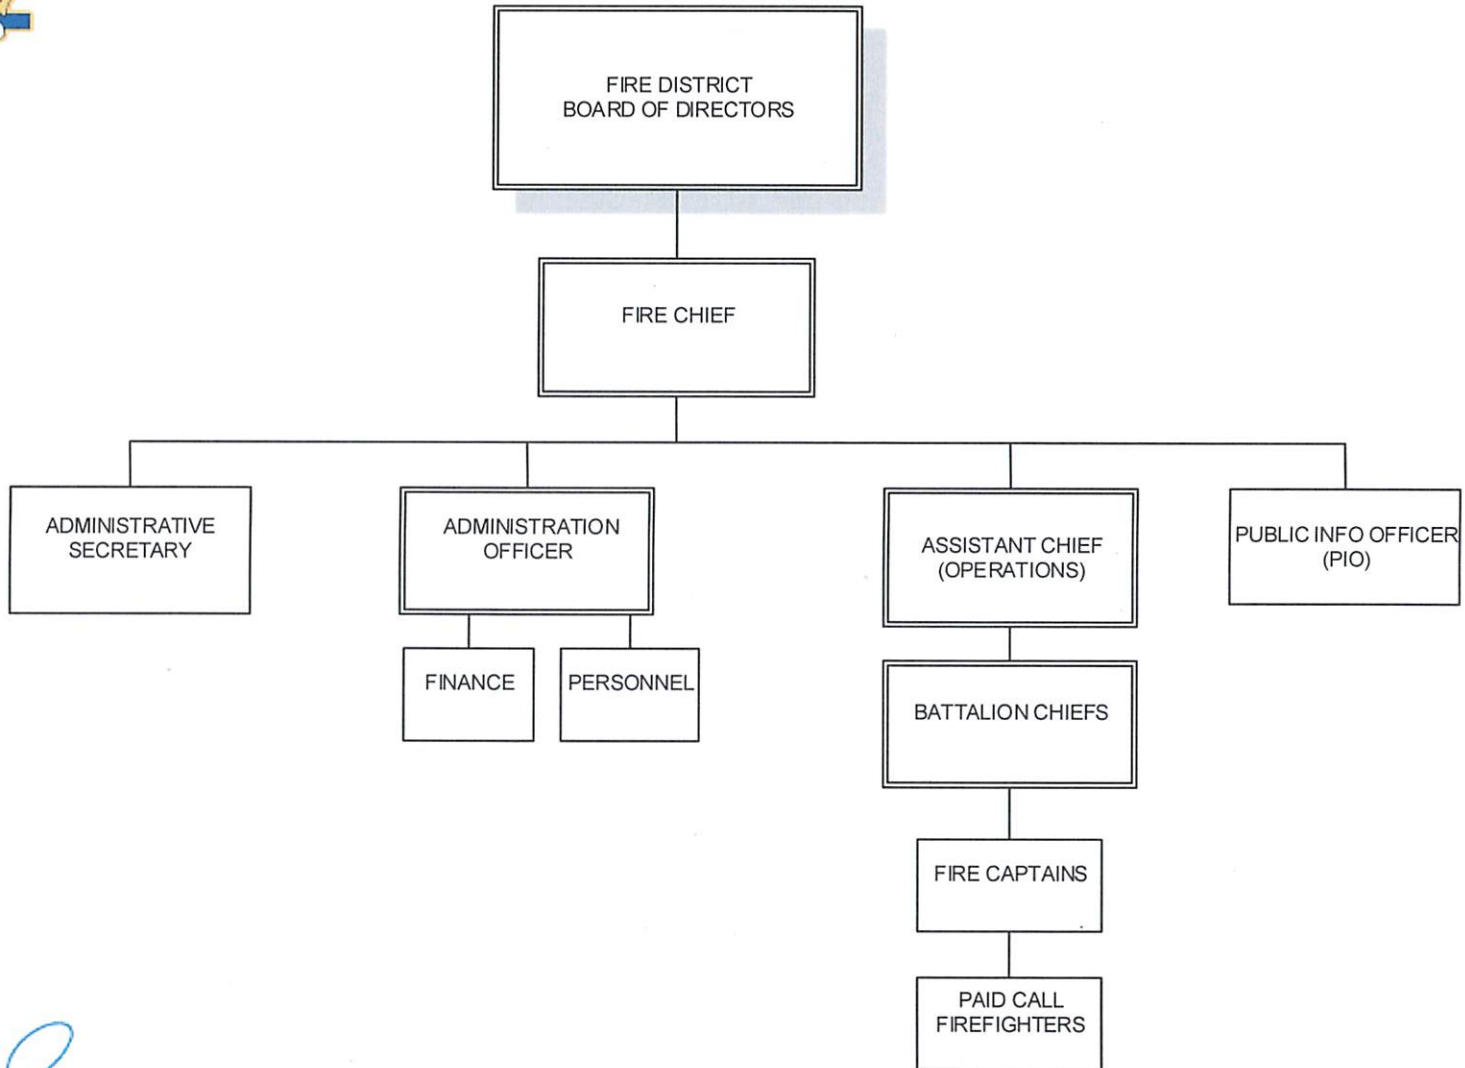 FIRE DISTRICT
BOARD OF DIRECTORS
FIRE CHIEF
ADMINISTRATIVE
SECRETARY
ADMINISTRATION
OFFICER
ASSISTANT CHIEF
(OPERATIONS)
PUBLIC INFO OFFICER
(PIO)
FINANCE
PERSONNEL
BATTALION CHIEFS
FIRE CAPTAINS
PAID CALL
FIREFIGHTERS